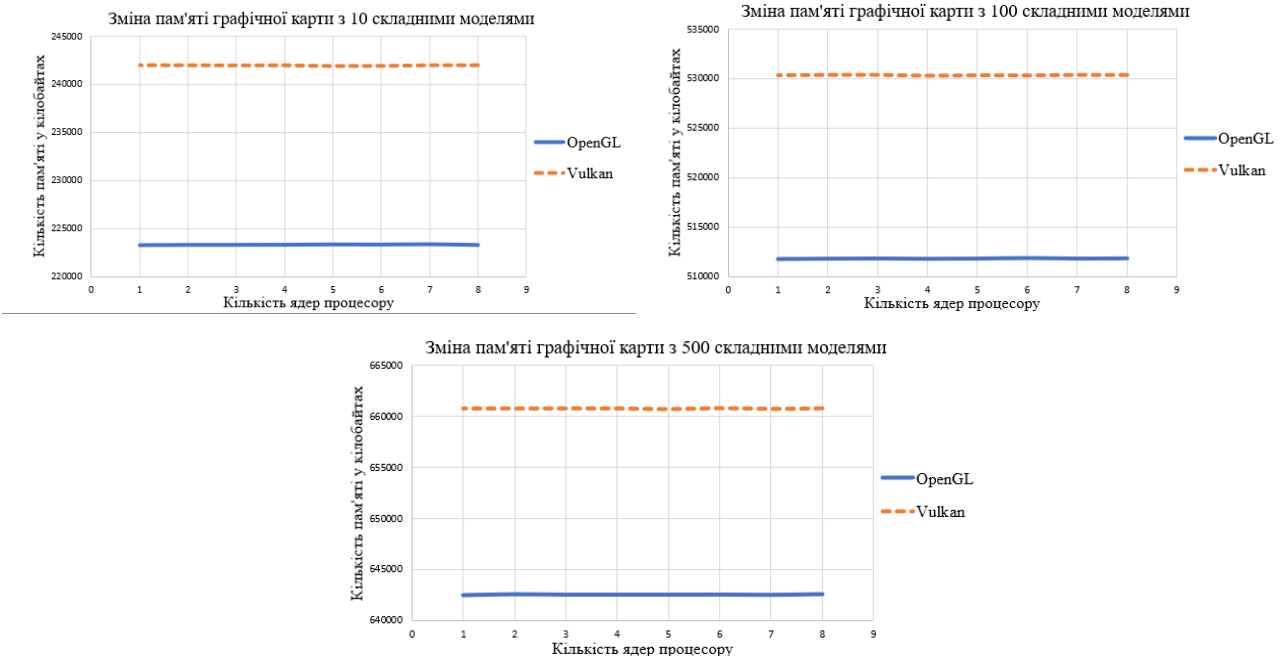 Зміна пам'яті графічної карти з 10 складними моделями
Кількість пам'яті у кілобайтах
245000
240000
235000
230000
225000
220000
0 1 2 3 4 5 6 7 8 9
Кількість ядер процесору
OpenGL
Vulkan
Зміна пам'яті графічної карти з 100 складними моделями
Кількість пам'яті у кілобайтах
535000
530000
525000
520000
515000
510000
0 1 2 3 4 5 6 7 8 9
Кількість ядер процесору
OpenGL
Vulkan
Зміна пам'яті графічної карти з 500 складними моделями
Кількість пам'яті у кілобайтах
665000
660000
655000
650000
645000
640000
0 1 2 3 4 5 6 7 8 9
Кількість ядер процесору
OpenGL
Vulkan